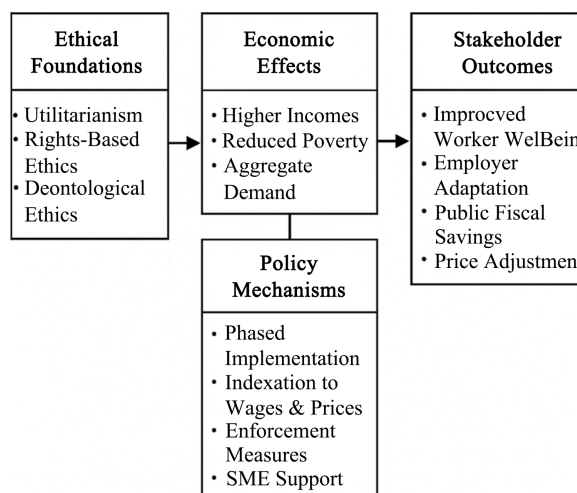 Ethical
Foundations
• Utilitarianism
• Rights-Based
Ethics
• Deontological
Ethics
Economic
Effects
• Higher Incomes
• Reduced Poverty
• Aggregate
Demand
Stakeholder
Outcomes
• Improcved
Worker WelBein
• Employer
Adaptation
• Public Fiscal
Savings
• Price Adjustmen
Policy
Mechanisms
• Phased
Implementation
• Indexation to
Wages & Prices
• Enforcement
Measures
• SME Support